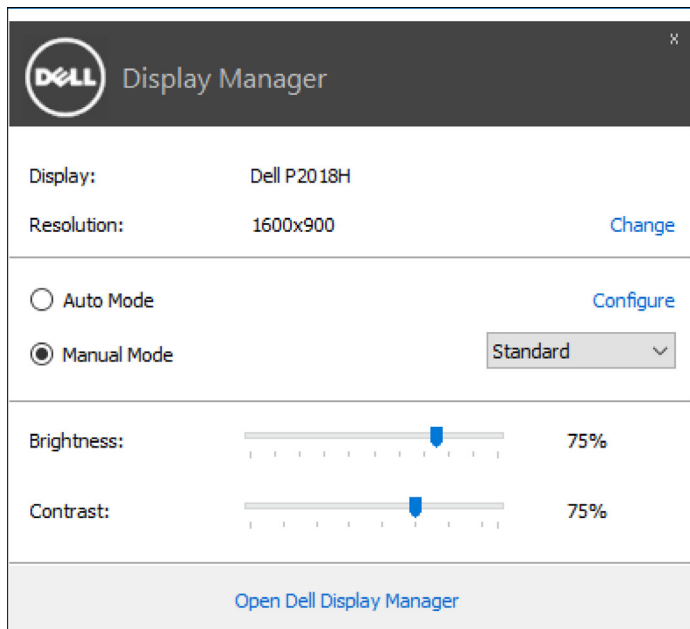 DELL Display Manager x
Display: Dell P2018H
Resolution: 1600x900 Change
Auto Mode Configure
Manual Mode Standard
Brightness: 75%
Contrast: 75%
Open Dell Display Manager